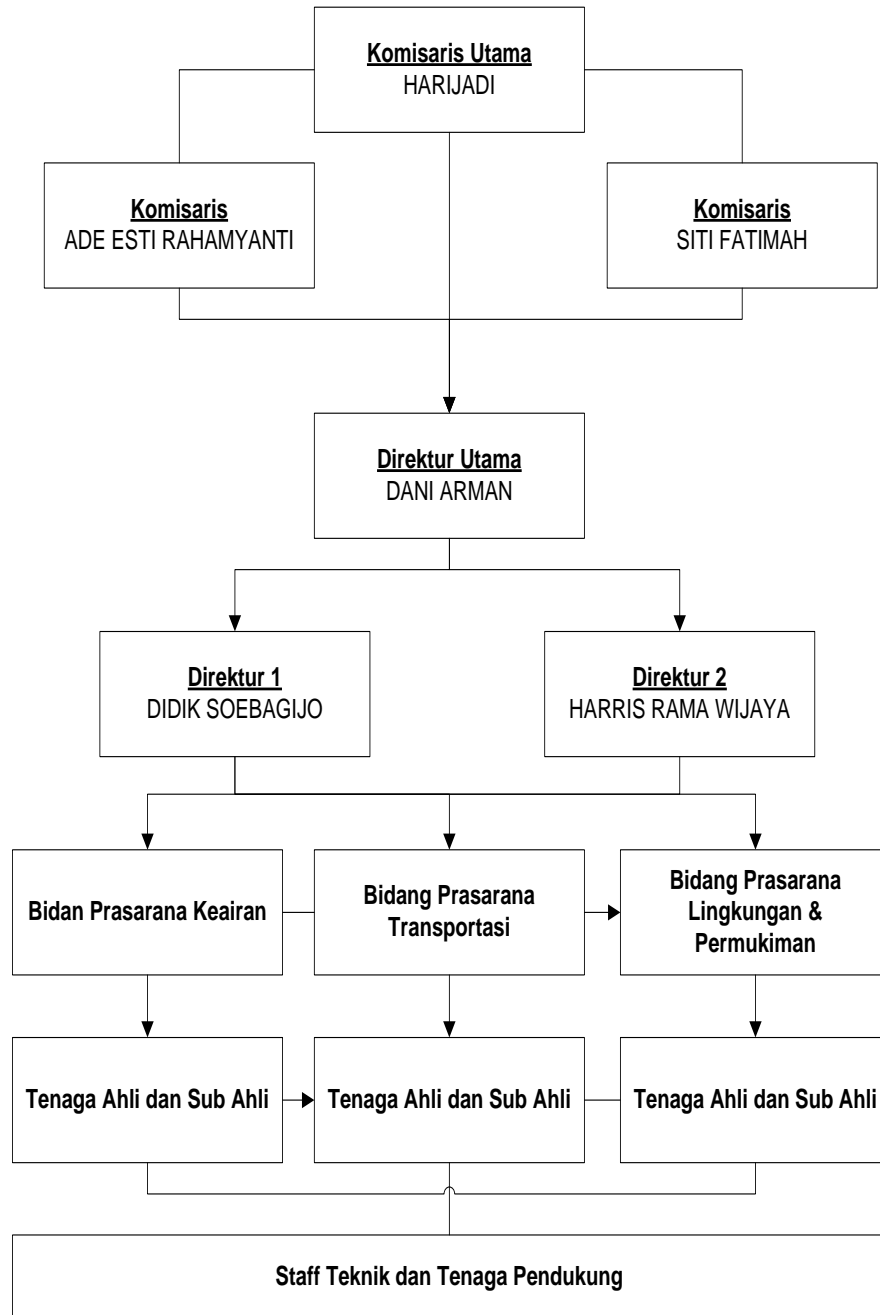 Komisaris Utama
HARIJADI
Komisaris
ADE ESTI RAHAMYANTI
Komisaris
SITI FATIMAH
Direktur Utama
DANI ARMAN
Direktur 1
DIDIK SOEBAGIJO
Direktur 2
HARRIS RAMA WIJAYA
Bidan Prasarana Keairan
Bidang Prasarana
Transportasi
Bidang Prasarana
Lingkungan &
Permukiman
Tenaga Ahli dan Sub Ahli
Tenaga Ahli dan Sub Ahli
Tenaga Ahli dan Sub Ahli
Staff Teknik dan Tenaga Pendukung